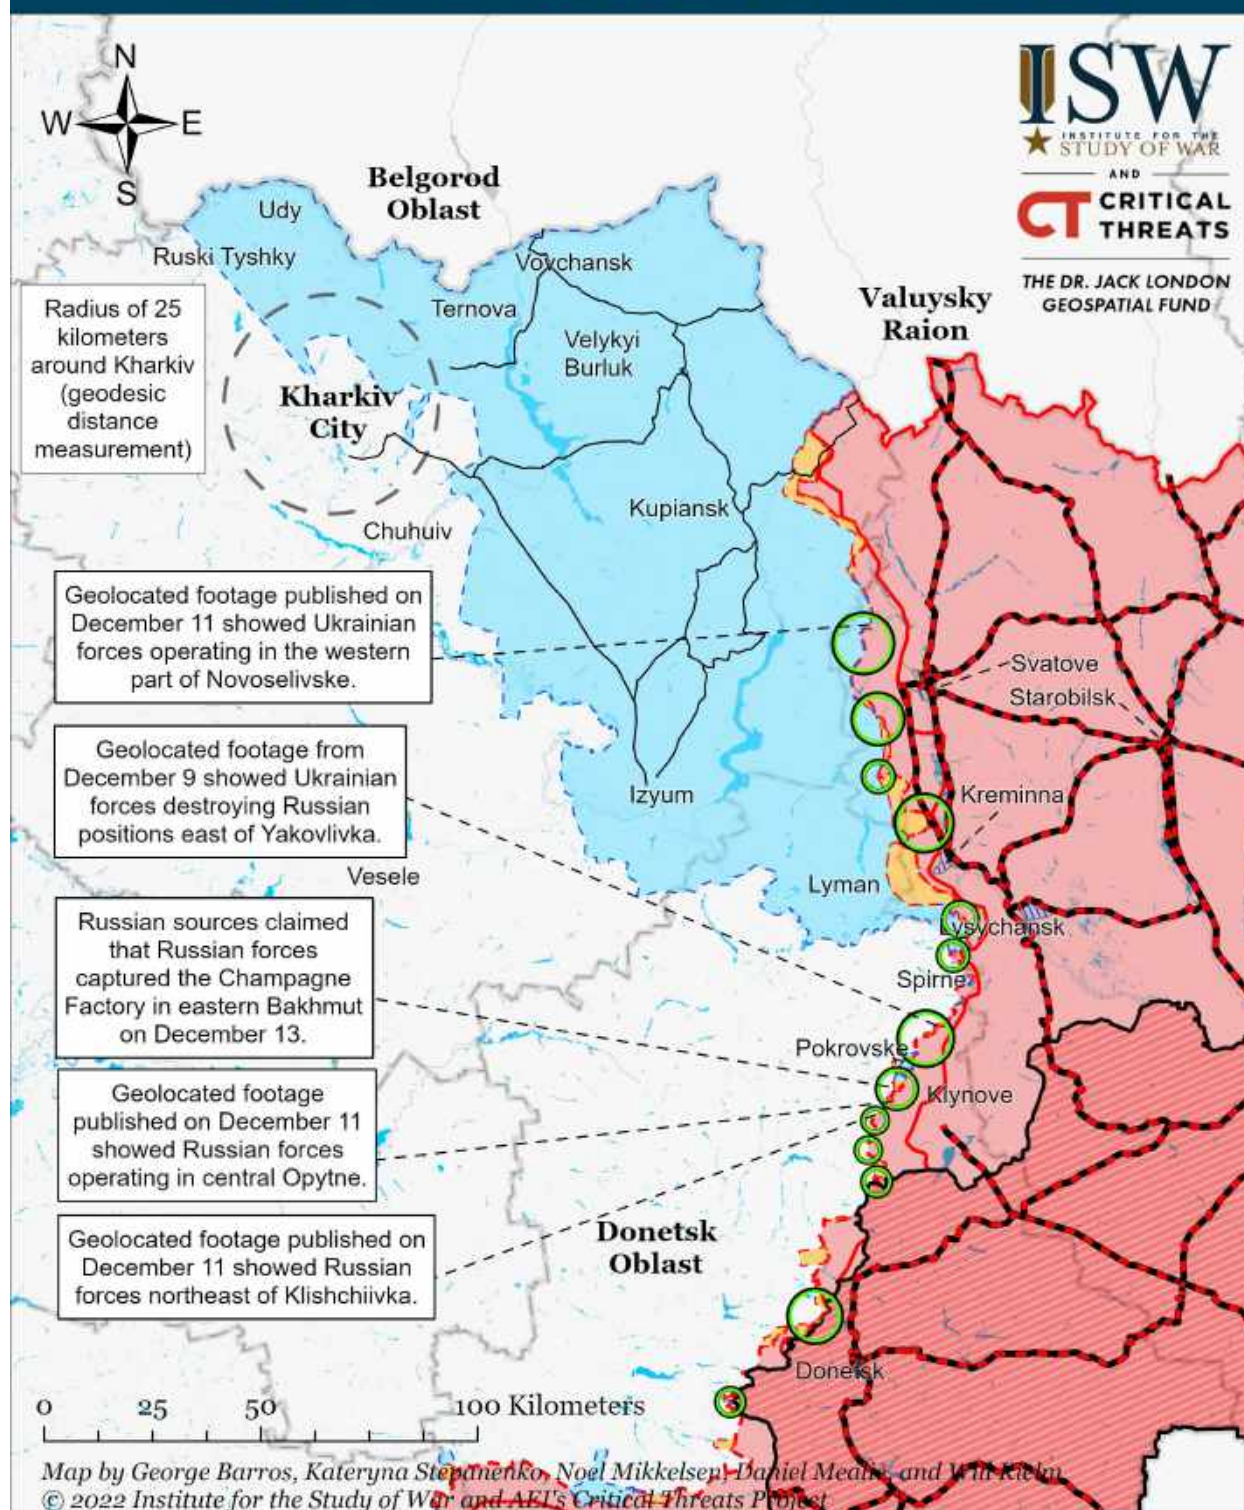 N
W E
S
ISW
INSTITUTE FOR THE
STUDY OF WAR
AND
CT CRITICAL
THREATS
THE DR. JACK LONDON
GEOSPATIAL FUND
Belgorod
Oblast
Udy
Ruski Tyshky
Vovchansk
Ternova
Valuysky
Raion
Radius of 25
kilometers
around Kharkiv
(geodesic
distance
measurement)
Velykyi
Burluk
Kharkiv
City
Kupiansk
Chuhuiv
Geolocated footage published on
December 11 showed Ukrainian
forces operating in the western
part of Novoselivske.
Svatove
Starobilsk
Geolocated footage from
December 9 showed Ukrainian
forces destroying Russian
positions east of Yakovlivka.
Izyum
Kreminna
Vesele
Lyman
Russian sources claimed
that Russian forces
captured the Champagne
Factory in eastern Bakhmut
on December 13.
Lysychansk
Spirne
Pokrovske
Klynove
Geolocated footage
published on December 11
showed Russian forces
operating in central Opytne.
Geolocated footage published on
December 11 showed Russian
forces northeast of Klishchiivka.
Donetsk
Oblast
Donetsk
0 25 50 100 Kilometers
Map by George Barros, Kateryna Stepanenko, Noel Mikkelsen, Daniel Mealie, and Will Kielm
© 2022 Institute for the Study of War and AEI's Critical Threats Project